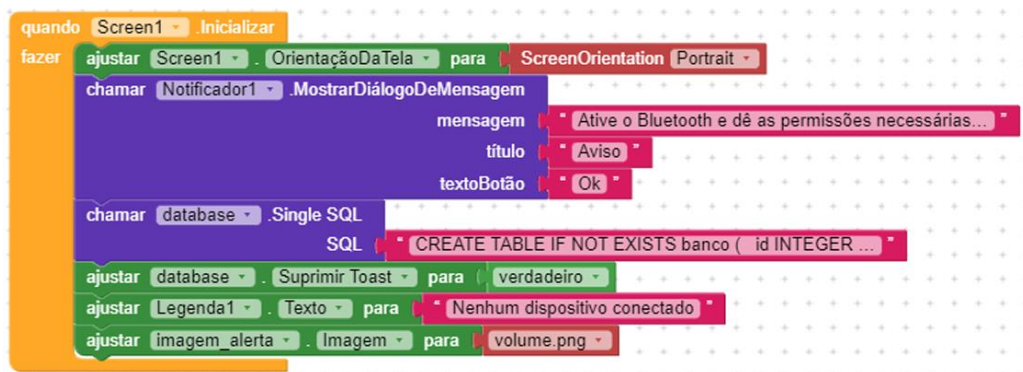 quando Screen1 .Inicializar
fazer ajustar Screen1 . OrientaçãoDaTela para ScreenOrientation Portrait
chamar Notificador1 .MostrarDiálogoDeMensagem
mensagem " Ative o Bluetooth e dê as permissões necessárias... "
título " Aviso "
textoBotão " Ok "
chamar database .Single SQL
SQL " CREATE TABLE IF NOT EXISTS banco ( id INTEGER ... "
ajustar database . Suprimir Toast para verdadeiro
ajustar Legenda1 . Texto para " Nenhum dispositivo conectado "
ajustar imagem_alerta . Imagem para volume.png